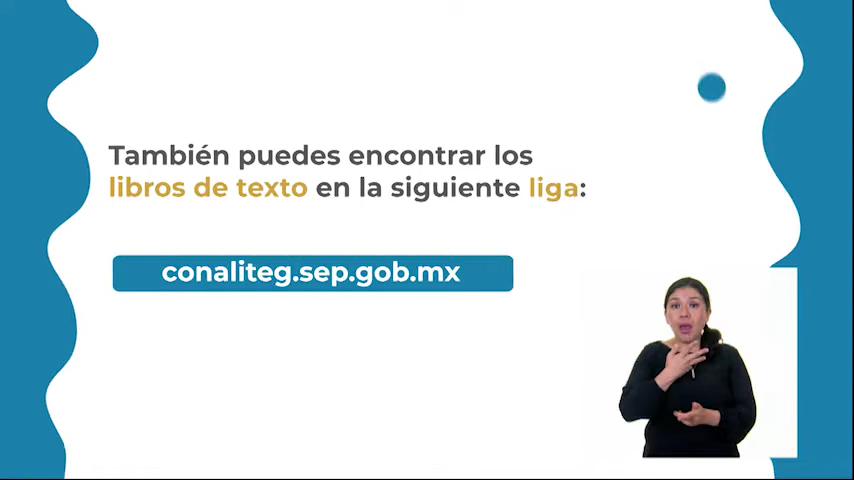 También puedes encontrar los
libros de texto en la siguiente liga:
conaliteg.sep.gob.mx